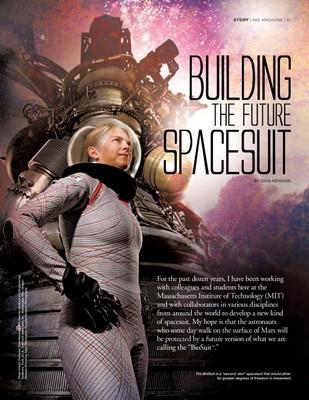 STORY | ASK MAGAZINE | 31
BUILDING
THE FUTURE
SPACESUIT
BY DAVA NEWMAN
For the past dozen years, I have been working
with colleagues and students here at the
Massachusetts Institute of Technology (MIT)
and with collaborators in various disciplines
from around the world to develop a new kind
of spacesuit. My hope is that the astronauts
who some day walk on the surface of Mars will
be protected by a future version of what we are
calling the "BioSuit™."
The BioSuit is a "second skin" spacesuit that would allow
for greater degrees of freedom in movement.